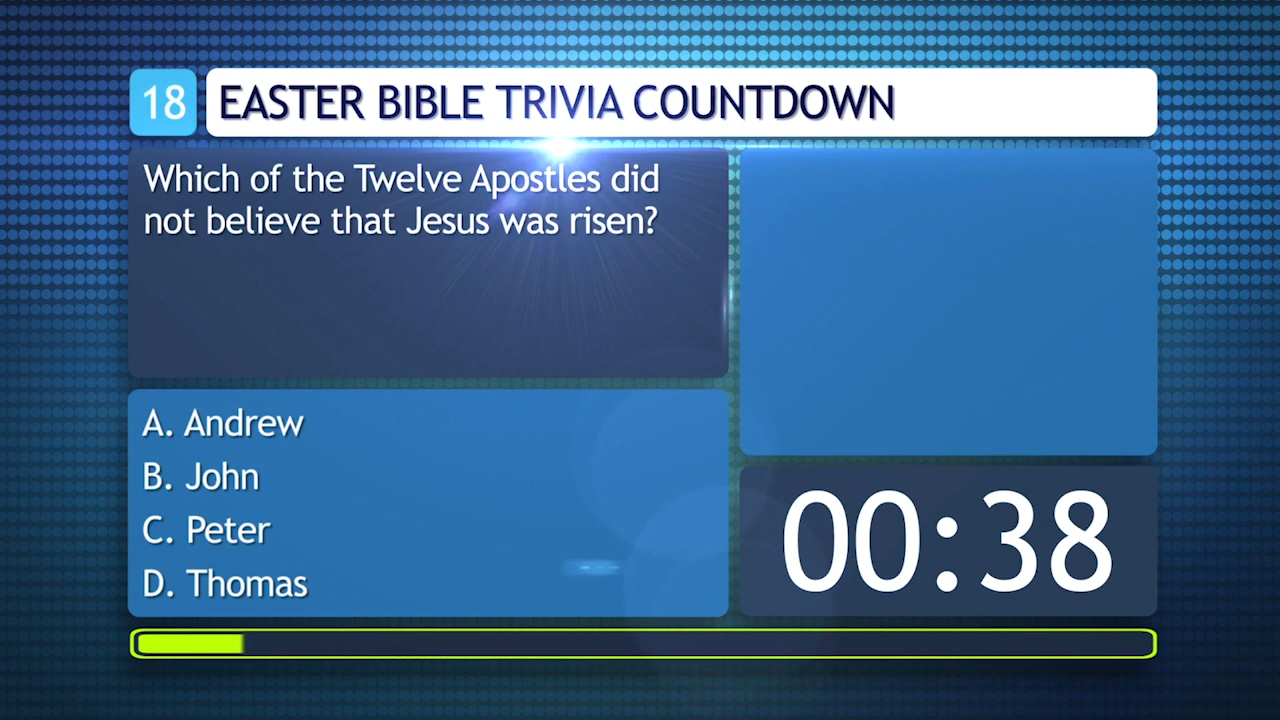 18 EASTER BIBLE TRIVIA COUNTDOWN
Which of the Twelve Apostles did
not believe that Jesus was risen?
A. Andrew
B. John
C. Peter
D. Thomas
00:38